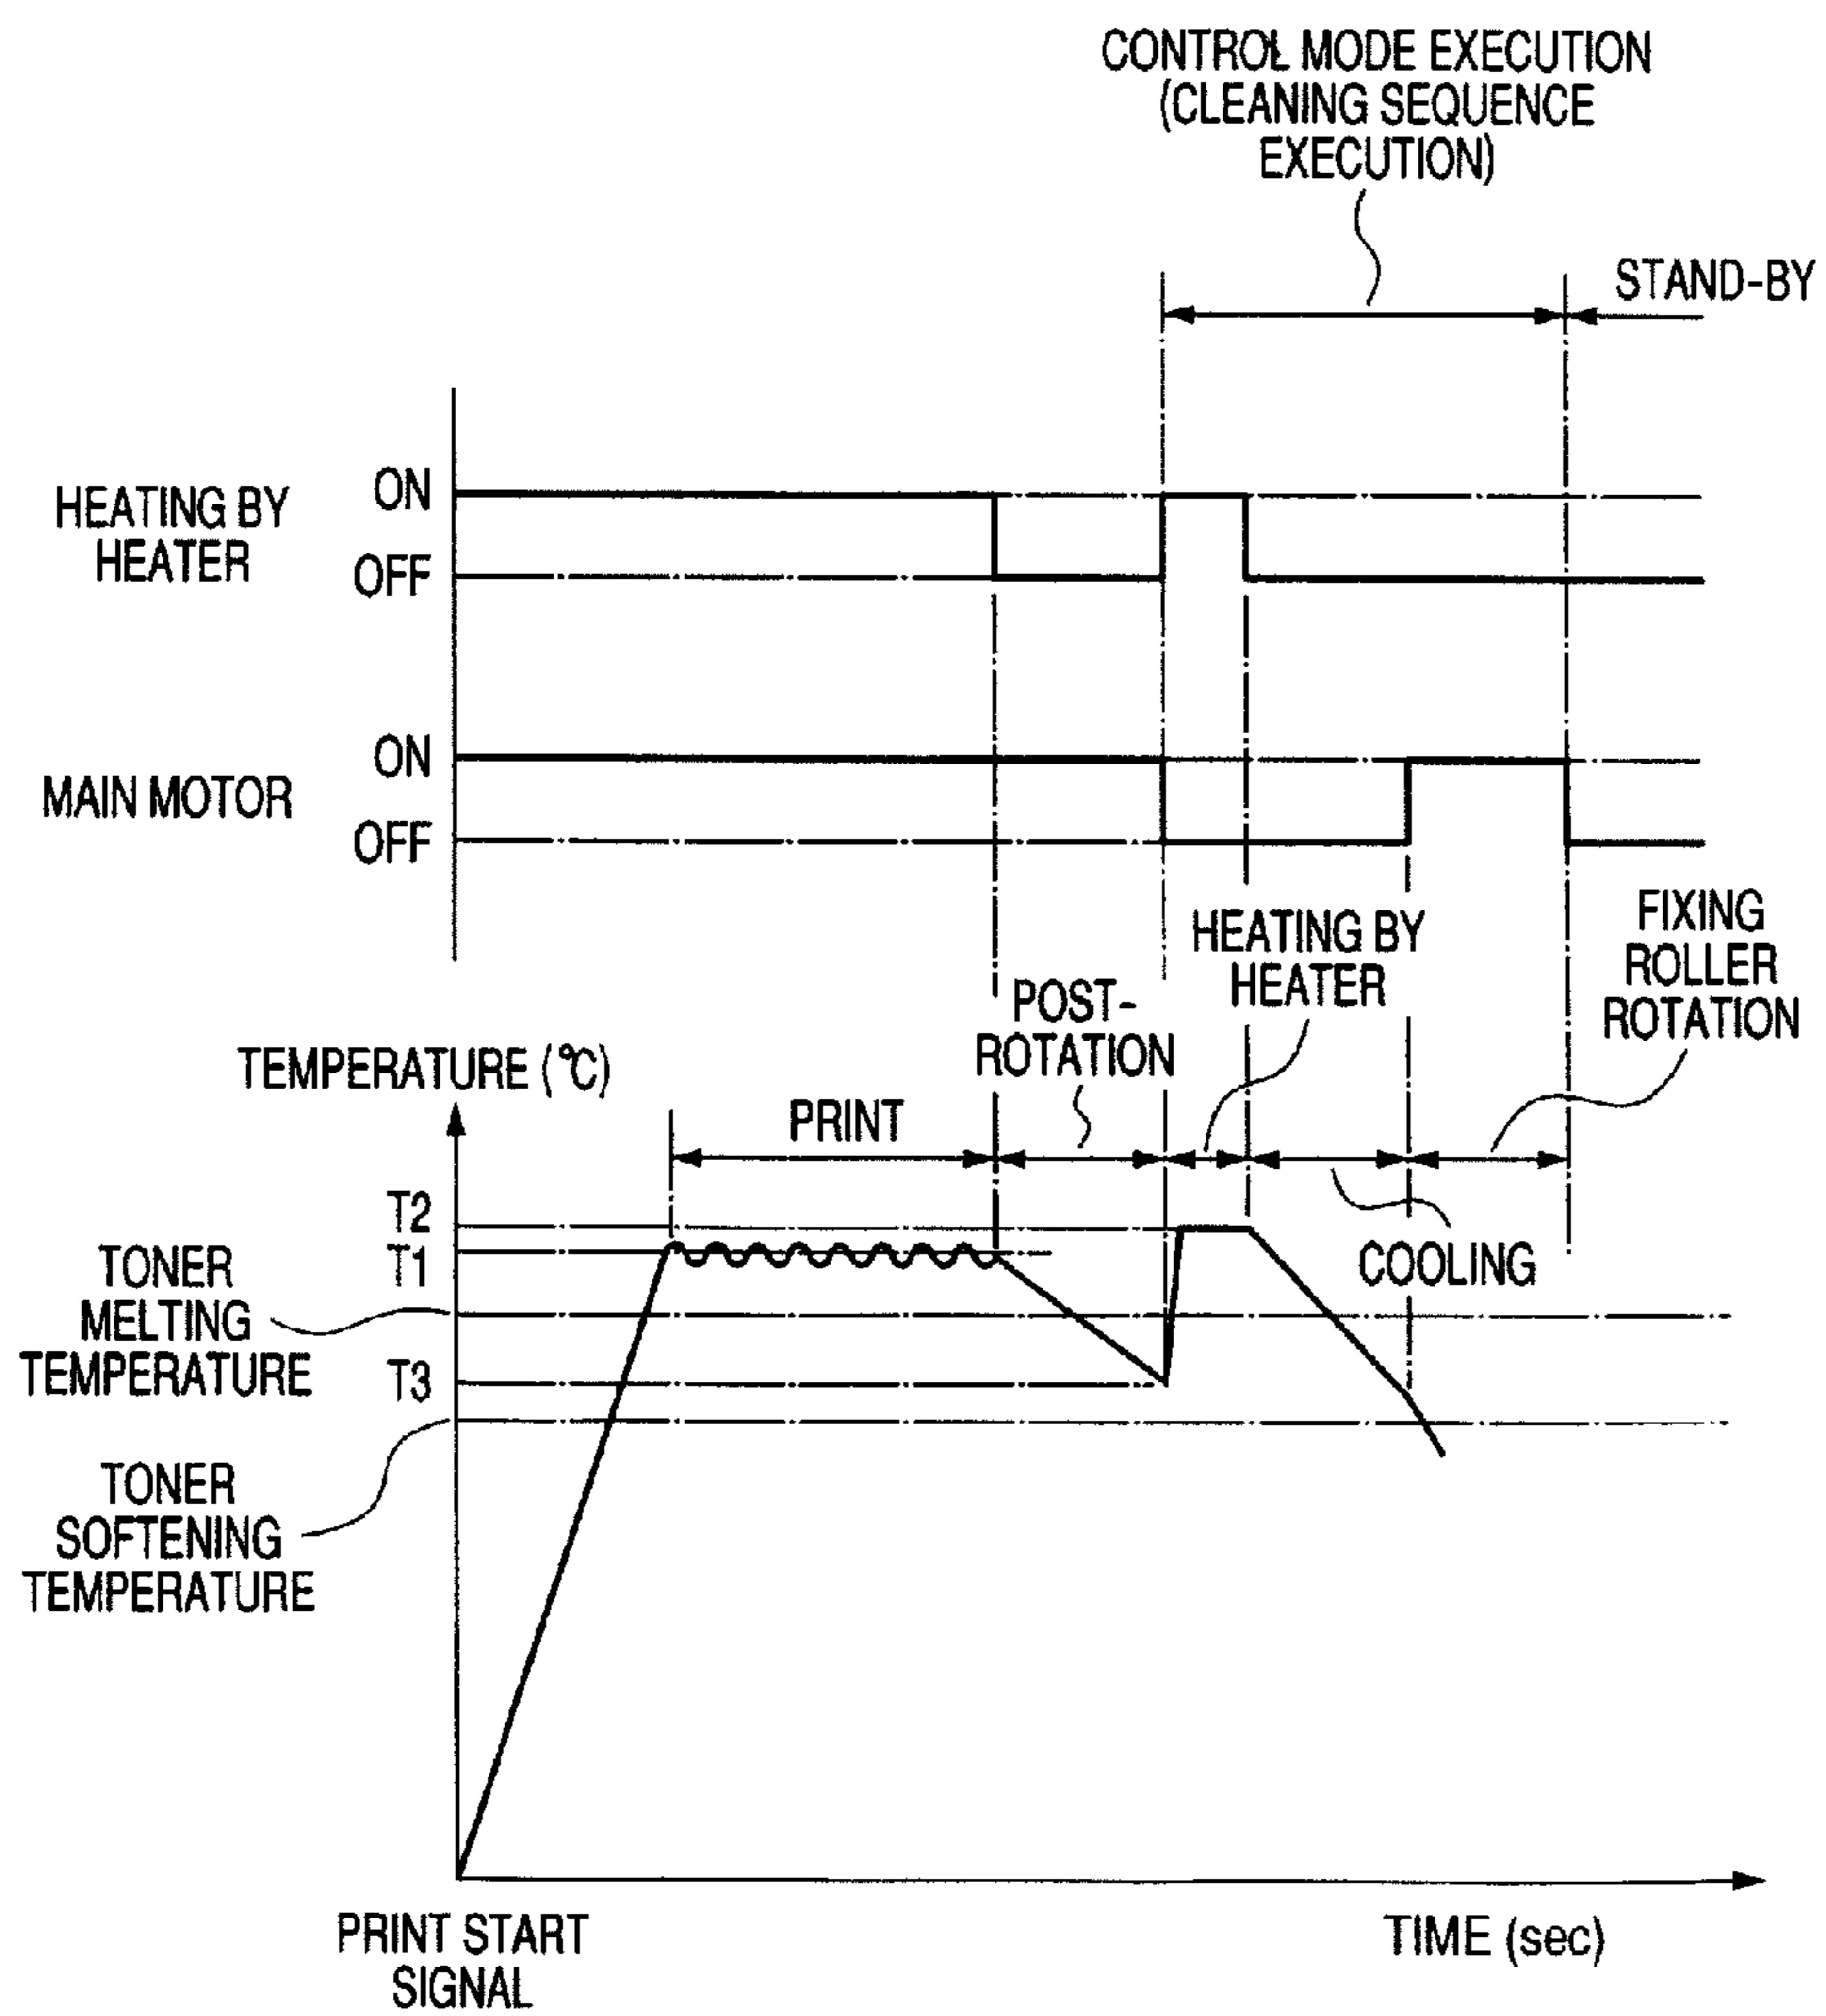 CONTROL MODE EXECUTION
(CLEANING SEQUENCE
EXECUTION)
STAND-BY
HEATING BY
HEATER
ON
OFF
MAIN MOTOR
ON
OFF
FIXING
ROLLER
ROTATION
HEATING BY
HEATER
POST-
ROTATION
TEMPERATURE (°C)
PRINT
T2
T1
COOLING
TONER
MELTING
TEMPERATURE
T3
TONER
SOFTENING
TEMPERATURE
PRINT START
SIGNAL
TIME (sec)